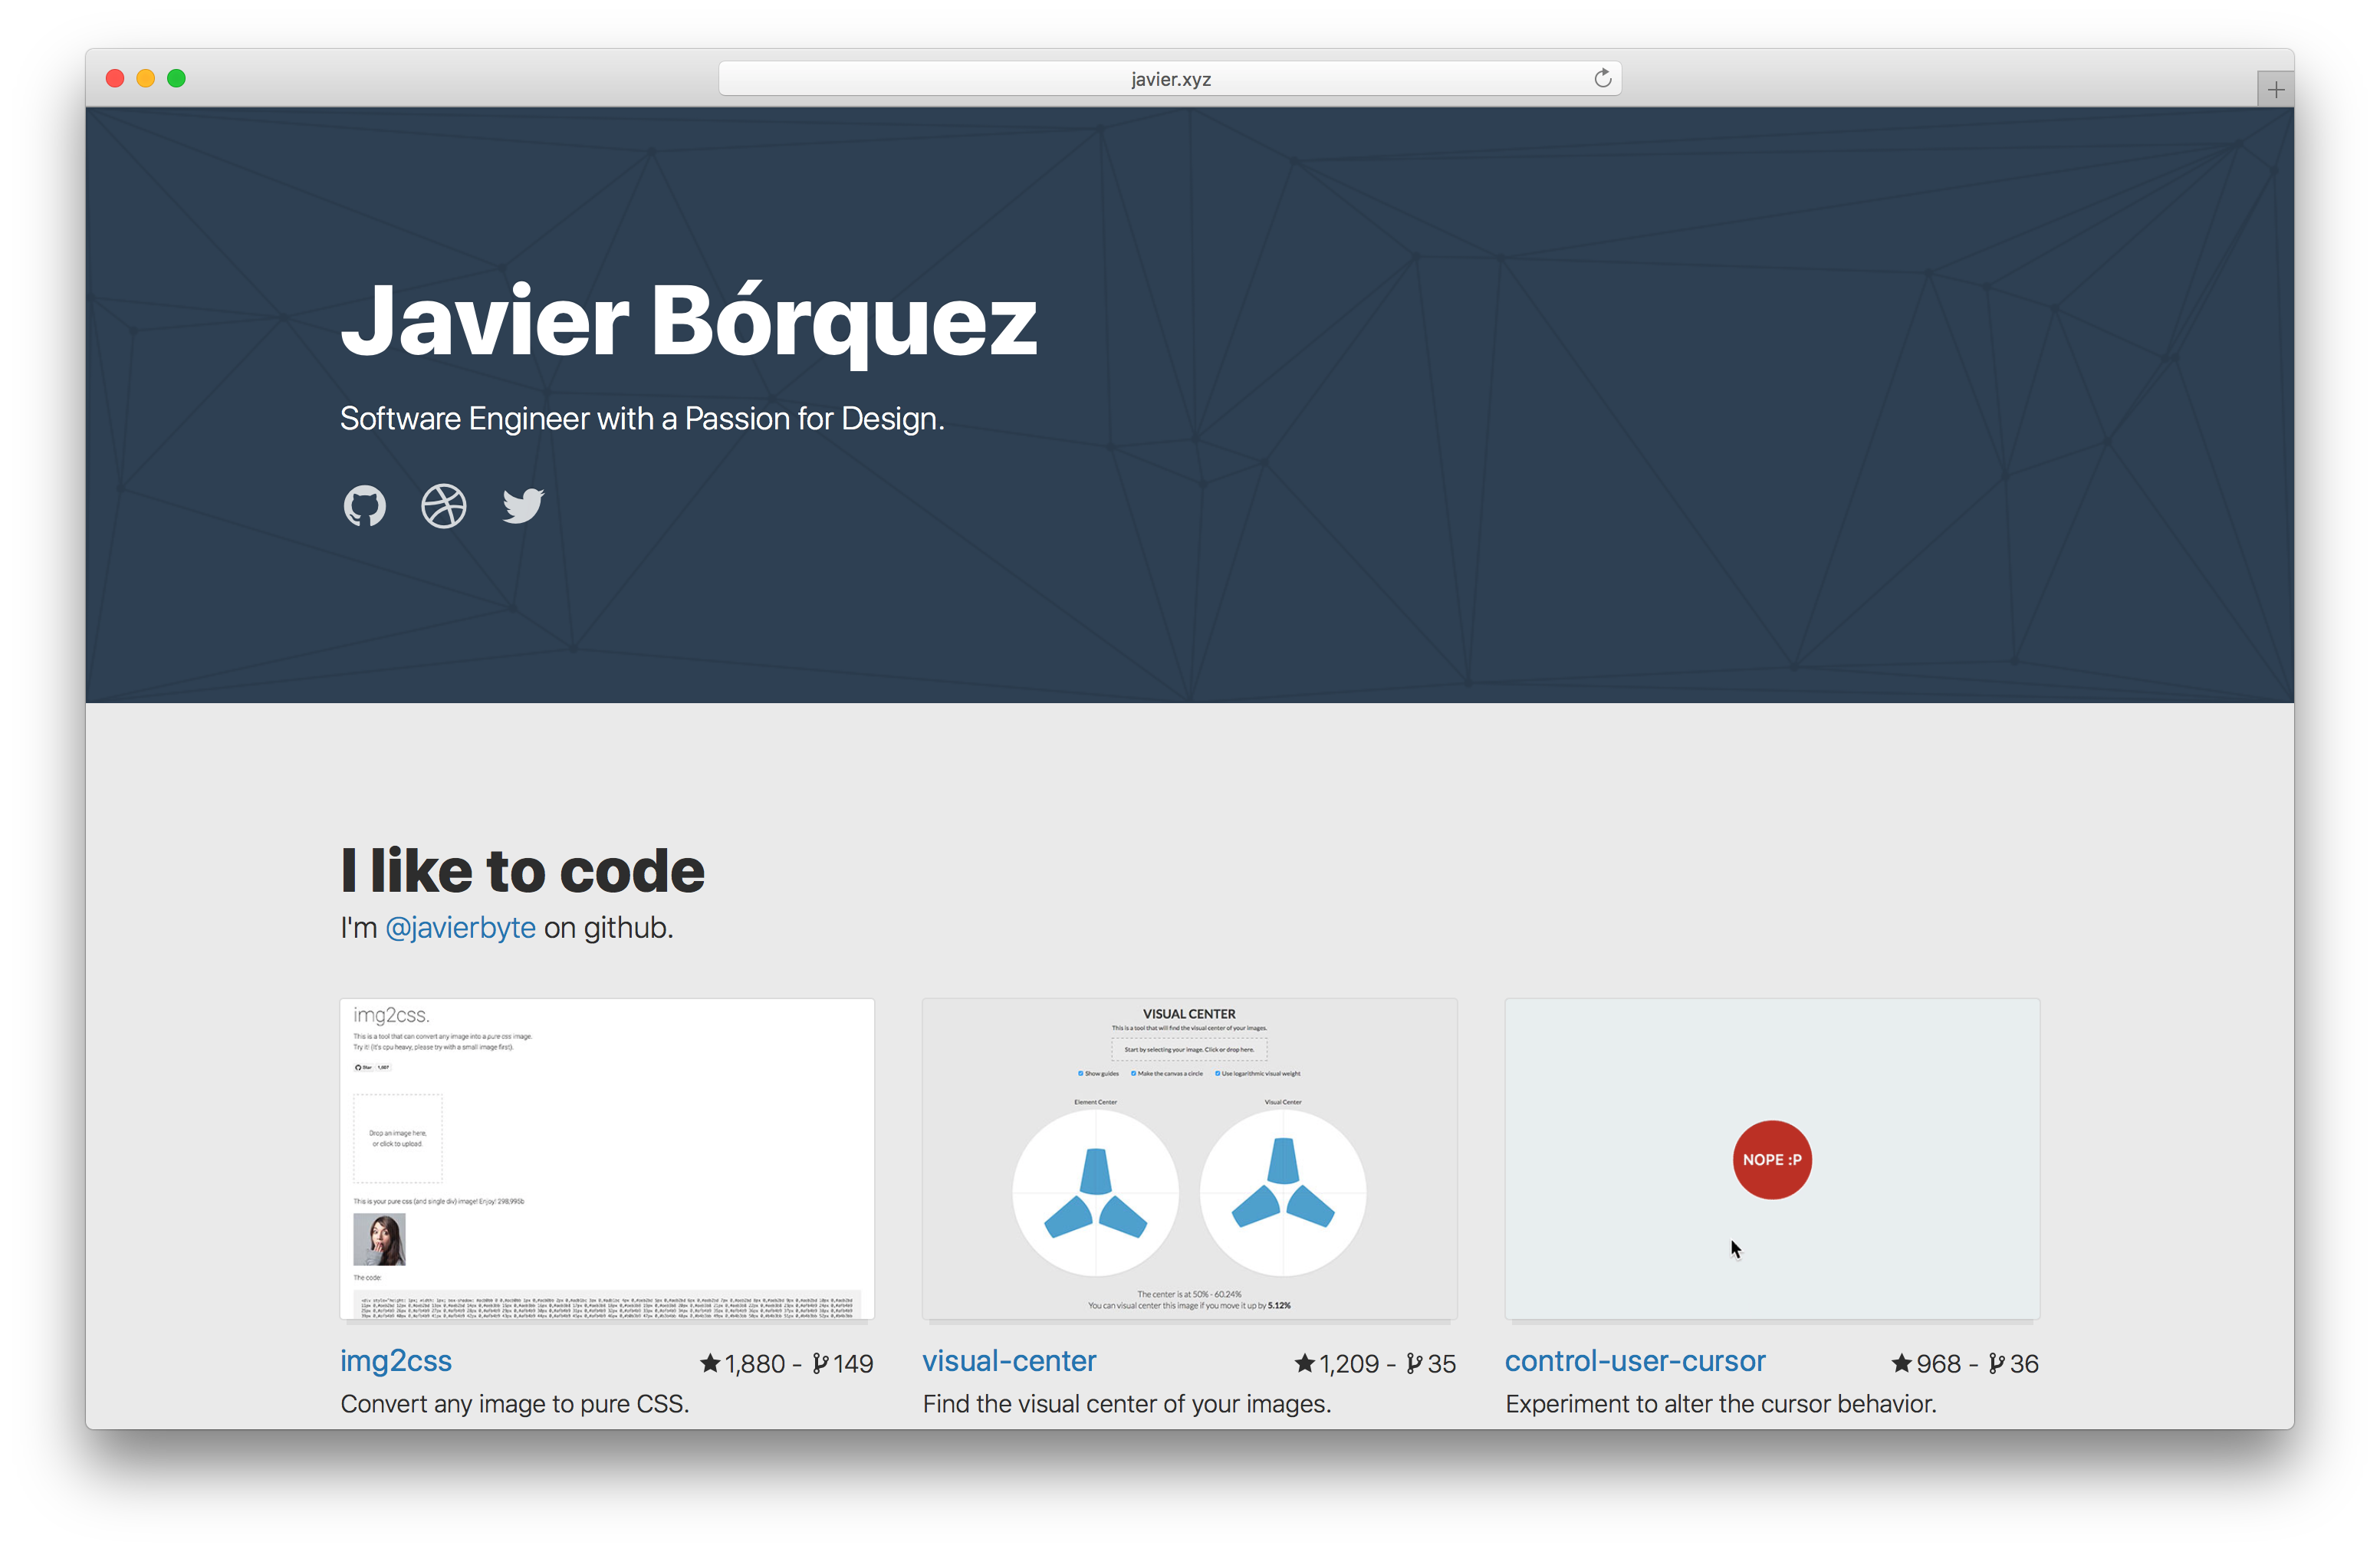 javier.xyz
Javier Bórquez
Software Engineer with a Passion for Design.
I like to code
I'm @javierbyte on github.
img2css.
This is a tool that can convert any image into a pure css image.
Try it! (It's cpu heavy, please try with a small image first).
Star 1,887
Drop an image here,
or click to upload
This is your pure css (and single div) image! Enjoy! 298,995b
The code:
VISUAL CENTER
This is a tool that will find the visual center of your images.
Start by selecting your image. Click or drop here.
Show guides Make the canvas a circle Use logarithmic visual weight
Element Center Visual Center
The center is at 50% - 60.24%
You can visual center this image if you move it up by 5.12%
NOPE :P
img2css 1,880 - 149
Convert any image to pure CSS.
visual-center 1,209 - 35
Find the visual center of your images.
control-user-cursor 968 - 36
Experiment to alter the cursor behavior.